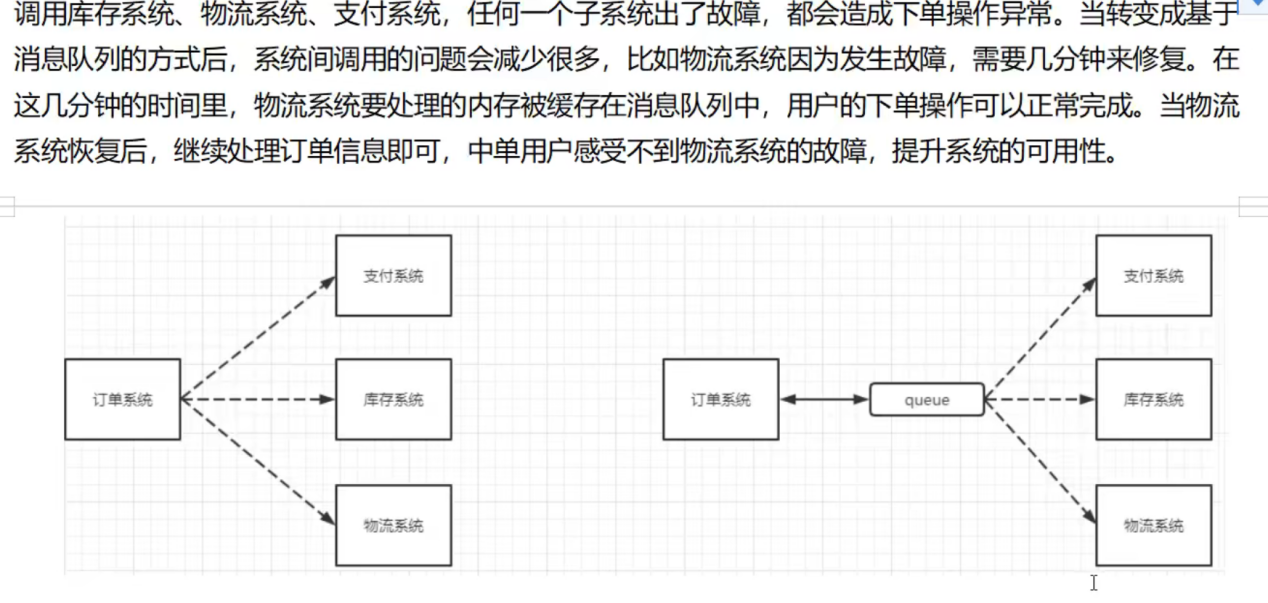 调用库存系统、物流系统、支付系统，任何一个子系统出了故障，都会造成下单操作异常。当转变成基于
消息队列的方式后，系统间调用的问题会减少很多，比如物流系统因为发生故障，需要几分钟来修复。在
这几分钟的时间里，物流系统要处理的内存被缓存在消息队列中，用户的下单操作可以正常完成。当物流
系统恢复后，继续处理订单信息即可，中单用户感受不到物流系统的故障，提升系统的可用性。
支付系统
订单系统
库存系统
物流系统
订单系统
queue
支付系统
库存系统
物流系统